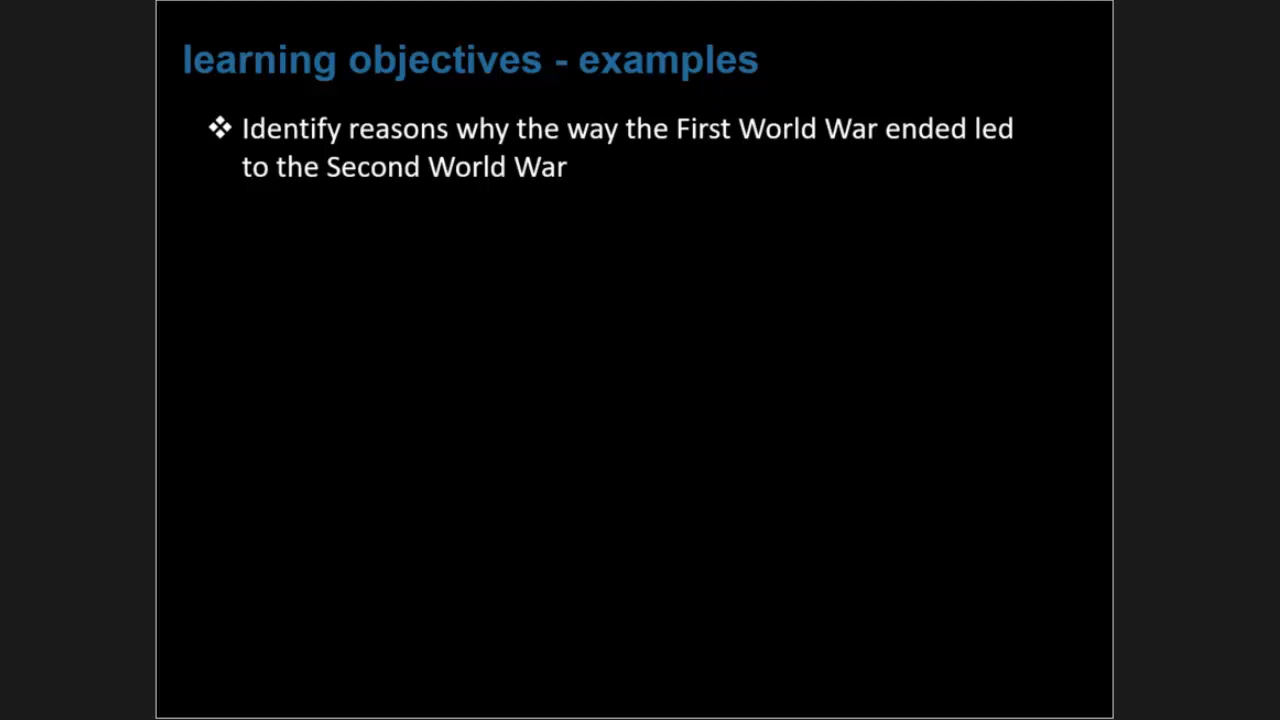 learning objectives - examples
❖ Identify reasons why the way the First World War ended led
to the Second World War